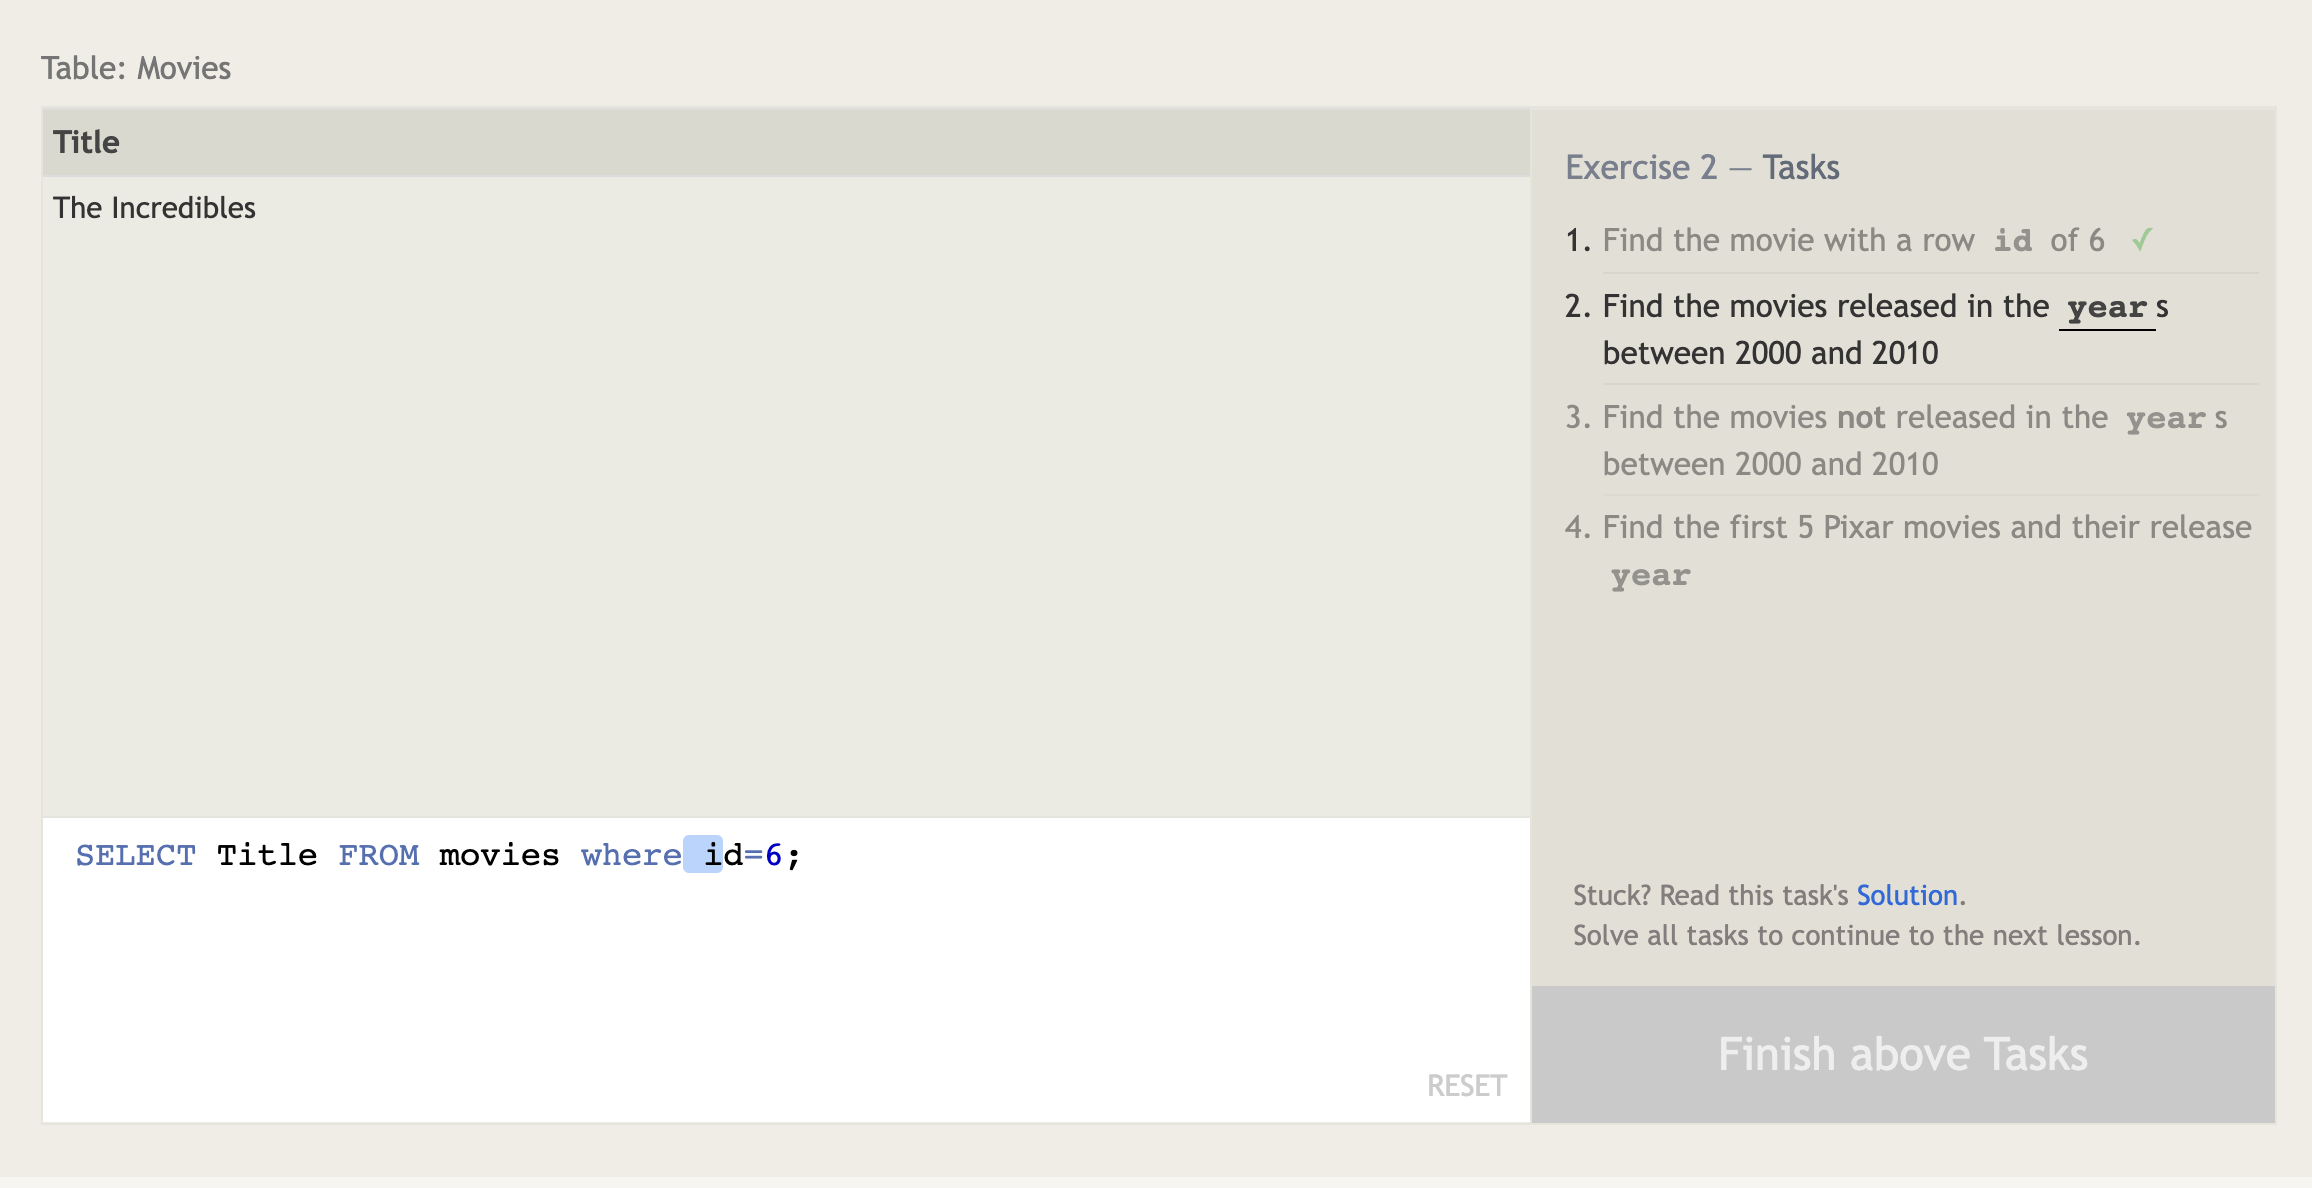 Table: Movies
Title
The Incredibles
SELECT Title FROM movies where id=6;
RESET
Exercise 2 — Tasks
1. Find the movie with a row id of 6 ✓
2. Find the movies released in the years
between 2000 and 2010
3. Find the movies not released in the years
between 2000 and 2010
4. Find the first 5 Pixar movies and their release
year
Stuck? Read this task's Solution.
Solve all tasks to continue to the next lesson.
Finish above Tasks